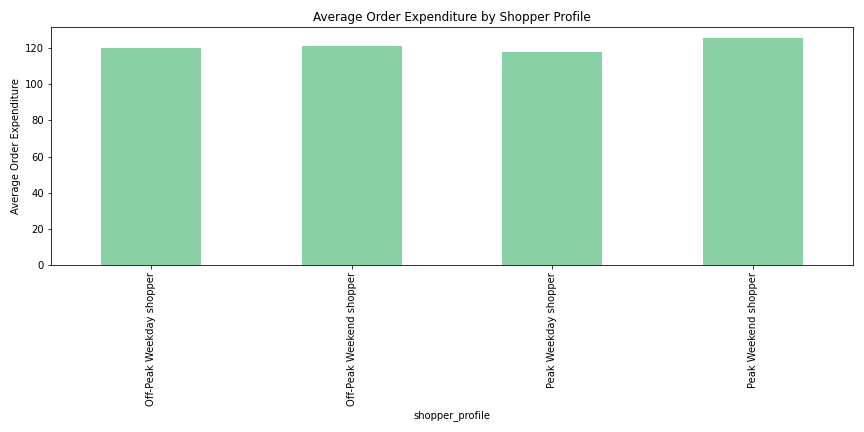 Average Order Expenditure by Shopper Profile
Average Order Expenditure
120
100
80
60
40
20
0
Off-Peak Weekday shopper
Off-Peak Weekend shopper
Peak Weekday shopper
Peak Weekend shopper
shopper_profile